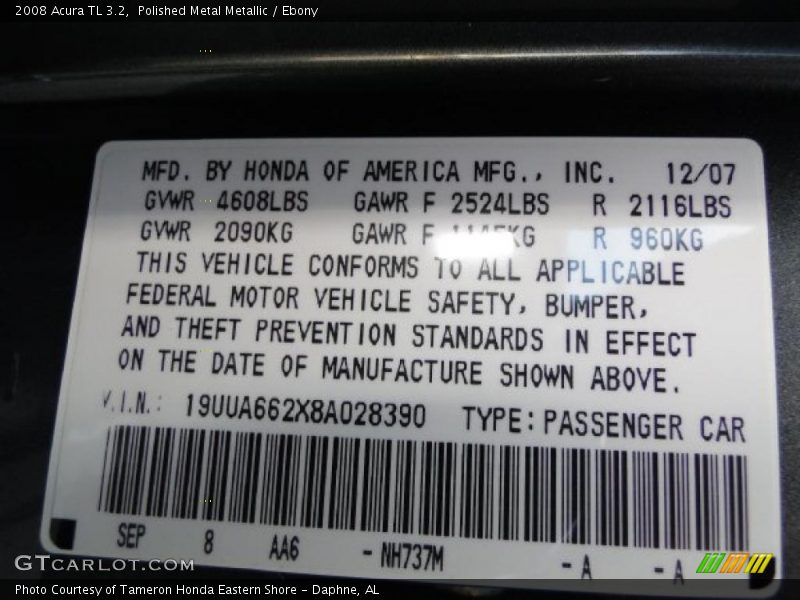 2008 Acura TL 3.2,  Polished Metal Metallic / Ebony
MFD. BY HONDA OF AMERICA MFG., INC. 12/07
GVWR 4608LBS GAWR F 2524LBS R 2116LBS
GVWR 2090KG GAWR F R 960KG
THIS VEHICLE CONFORMS TO ALL APPLICABLE
FEDERAL MOTOR VEHICLE SAFETY, BUMPER,
AND THEFT PREVENTION STANDARDS IN EFFECT
ON THE DATE OF MANUFACTURE SHOWN ABOVE.
V.I.N.: 19UUA662X8A028390 TYPE: PASSENGER CAR
SEP 8 AA6 - NH737M - A - A
GTCARLOT.COM
Photo Courtesy of Tameron Honda Eastern Shore - Daphne, AL